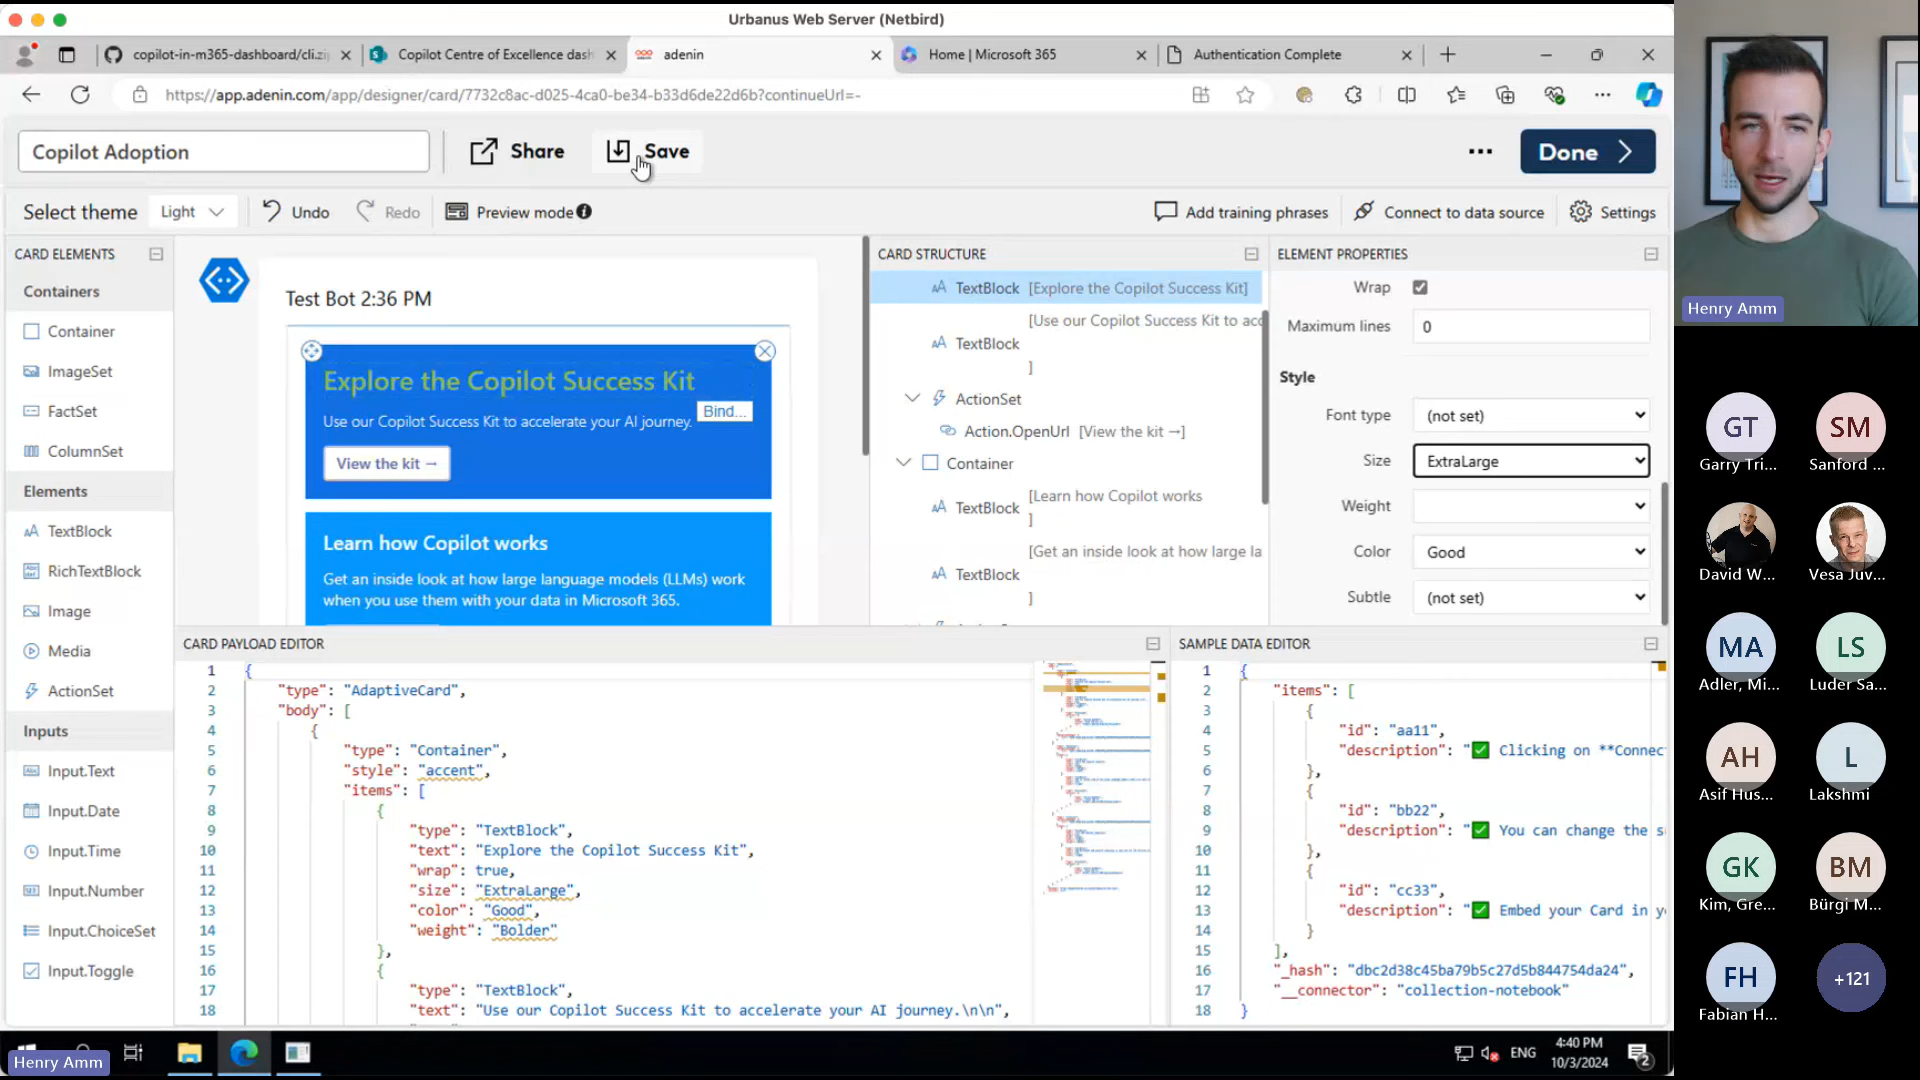 Urbanus Web Server (Netbird)
copilot-in-m365-dashboard/cli.zi
Copilot Centre of Excellence dash
adenin
Home | Microsoft 365
Authentication Complete
https://app.adenin.com/app/designer/card/7732c8ac-d025-4ca0-be34-b33d6de22d6b?continueUrl=-
Copilot Adoption
Share
Save
Done
Select theme
Light
Undo
Redo
Preview mode
Add training phrases
Connect to data source
Settings
CARD ELEMENTS
Containers
Container
ImageSet
FactSet
ColumnSet
Elements
TextBlock
RichTextBlock
Image
Media
ActionSet
Inputs
Input.Text
Input.Date
Input.Time
Input.Number
Input.ChoiceSet
Input.Toggle
Test Bot 2:36 PM
Explore the Copilot Success Kit
Use our Copilot Success Kit to accelerate your AI journey.
Bind...
View the kit →
Learn how Copilot works
Get an inside look at how large language models (LLMs) work
when you use them with your data in Microsoft 365.
CARD STRUCTURE
TextBlock [Explore the Copilot Success Kit]
[Use our Copilot Success Kit to acc
TextBlock
]
ActionSet
Action.OpenUrl [View the kit →]
Container
[Learn how Copilot works
TextBlock
]
[Get an inside look at how large la
TextBlock
]
ELEMENT PROPERTIES
Wrap
Maximum lines 0
Style
Font type (not set)
Size ExtraLarge
Weight
Color Good
Subtle (not set)
CARD PAYLOAD EDITOR
1 {
2 "type": "AdaptiveCard",
3 "body": [
4 {
5 "type": "Container",
6 "style": "accent",
7 "items": [
8 {
9 "type": "TextBlock",
10 "text": "Explore the Copilot Success Kit",
11 "wrap": true,
12 "size": "ExtraLarge",
13 "color": "Good",
14 "weight": "Bolder"
15 },
16 {
17 "type": "TextBlock",
18 "text": "Use our Copilot Success Kit to accelerate your AI journey.\n\n",
SAMPLE DATA EDITOR
1 {
2 "items": [
3 {
4 "id": "aa11",
5 "description": "✅ Clicking on **Connec
6 },
7 {
8 "id": "bb22",
9 "description": "✅ You can change the s
10 },
11 {
12 "id": "cc33",
13 "description": "✅ Embed your Card in y
14 }
15 ],
16 "_hash": "dbc2d38c45ba79b5c27d5b844754da24",
17 "__connector": "collection-notebook"
18 }
Henry Amm
ENG
4:40 PM
10/3/2024
2
Henry Amm
GT
Garry Tri...
SM
Sanford ...
David W...
Vesa Juv...
MA
Adler, Mi...
LS
Luder Sa...
AH
Asif Hus...
L
Lakshmi
GK
Kim, Gre...
BM
Bürgi M...
FH
Fabian H...
+121